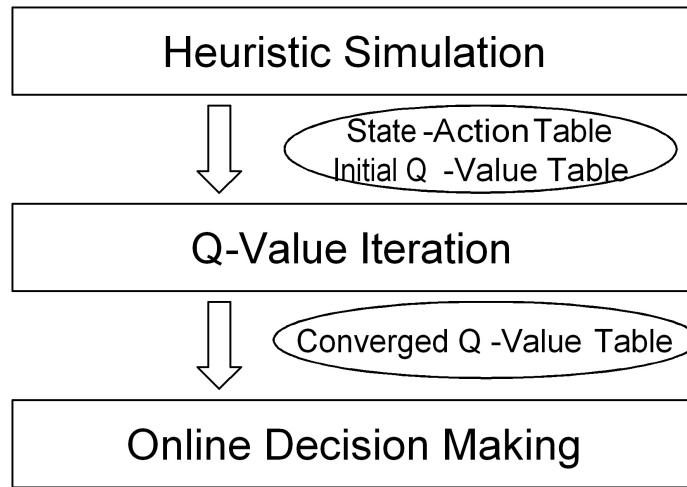 Heuristic Simulation
State-Action Table
Initial Q-Value Table
Q-Value Iteration
Converged Q-Value Table
Online Decision Making